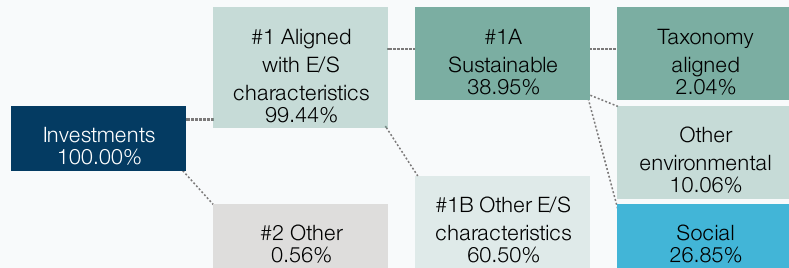 Investments
100.00%
#1 Aligned
with E/S
characteristics
99.44%
#2 Other
0.56%
#1A
Sustainable
38.95%
#1B Other E/S
characteristics
60.50%
Taxonomy
aligned
2.04%
Other
environmental
10.06%
Social
26.85%